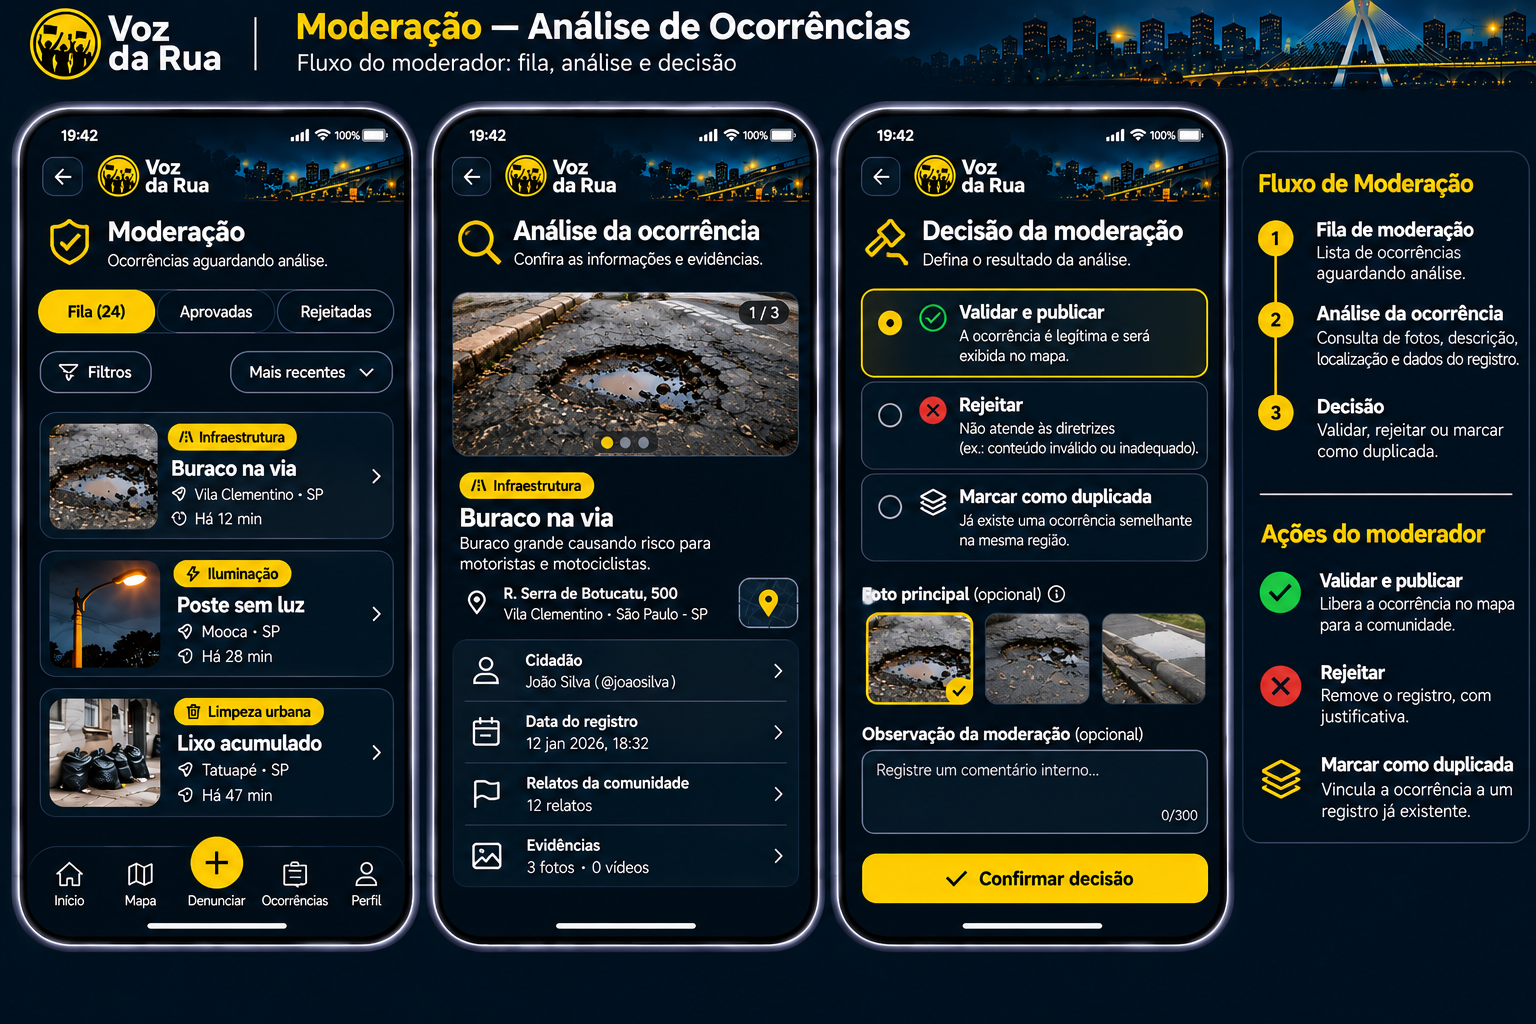 Voz
da Rua
Moderação — Análise de Ocorrências
Fluxo do moderador: fila, análise e decisão
19:42
100%
Voz
da Rua
Moderação
Ocorrências aguardando análise.
Fila (24)
Aprovadas
Rejeitadas
Filtros
Mais recentes
Infraestrutura
Buraco na via
Vila Clementino • SP
Há 12 min
Iluminação
Poste sem luz
Mooca • SP
Há 28 min
Limpeza urbana
Lixo acumulado
Tatuapé • SP
Há 47 min
Início
Mapa
Denunciar
Ocorrências
Perfil
19:42
100%
Voz
da Rua
Análise da ocorrência
Confira as informações e evidências.
1 / 3
Infraestrutura
Buraco na via
Buraco grande causando risco para
motoristas e motociclistas.
R. Serra de Botucatu, 500
Vila Clementino • São Paulo - SP
Cidadão
João Silva (@joaosilva)
Data do registro
12 jan 2026, 18:32
Relatos da comunidade
12 relatos
Evidências
3 fotos • 0 vídeos
19:42
100%
Voz
da Rua
Decisão da moderação
Defina o resultado da análise.
Validar e publicar
A ocorrência é legítima e será
exibida no mapa.
Rejeitar
Não atende às diretrizes
(ex.: conteúdo inválido ou inadequado).
Marcar como duplicada
Já existe uma ocorrência semelhante
na mesma região.
Foto principal (opcional)
Observação da moderação (opcional)
Registre um comentário interno...
0/300
Confirmar decisão
Fluxo de Moderação
1
Fila de moderação
Lista de ocorrências
aguardando análise.
2
Análise da ocorrência
Consulta de fotos, descrição,
localização e dados do registro.
3
Decisão
Validar, rejeitar ou marcar
como duplicada.
Ações do moderador
Validar e publicar
Libera a ocorrência no mapa
para a comunidade.
Rejeitar
Remove o registro, com
justificativa.
Marcar como duplicada
Vincula a ocorrência a um
registro já existente.